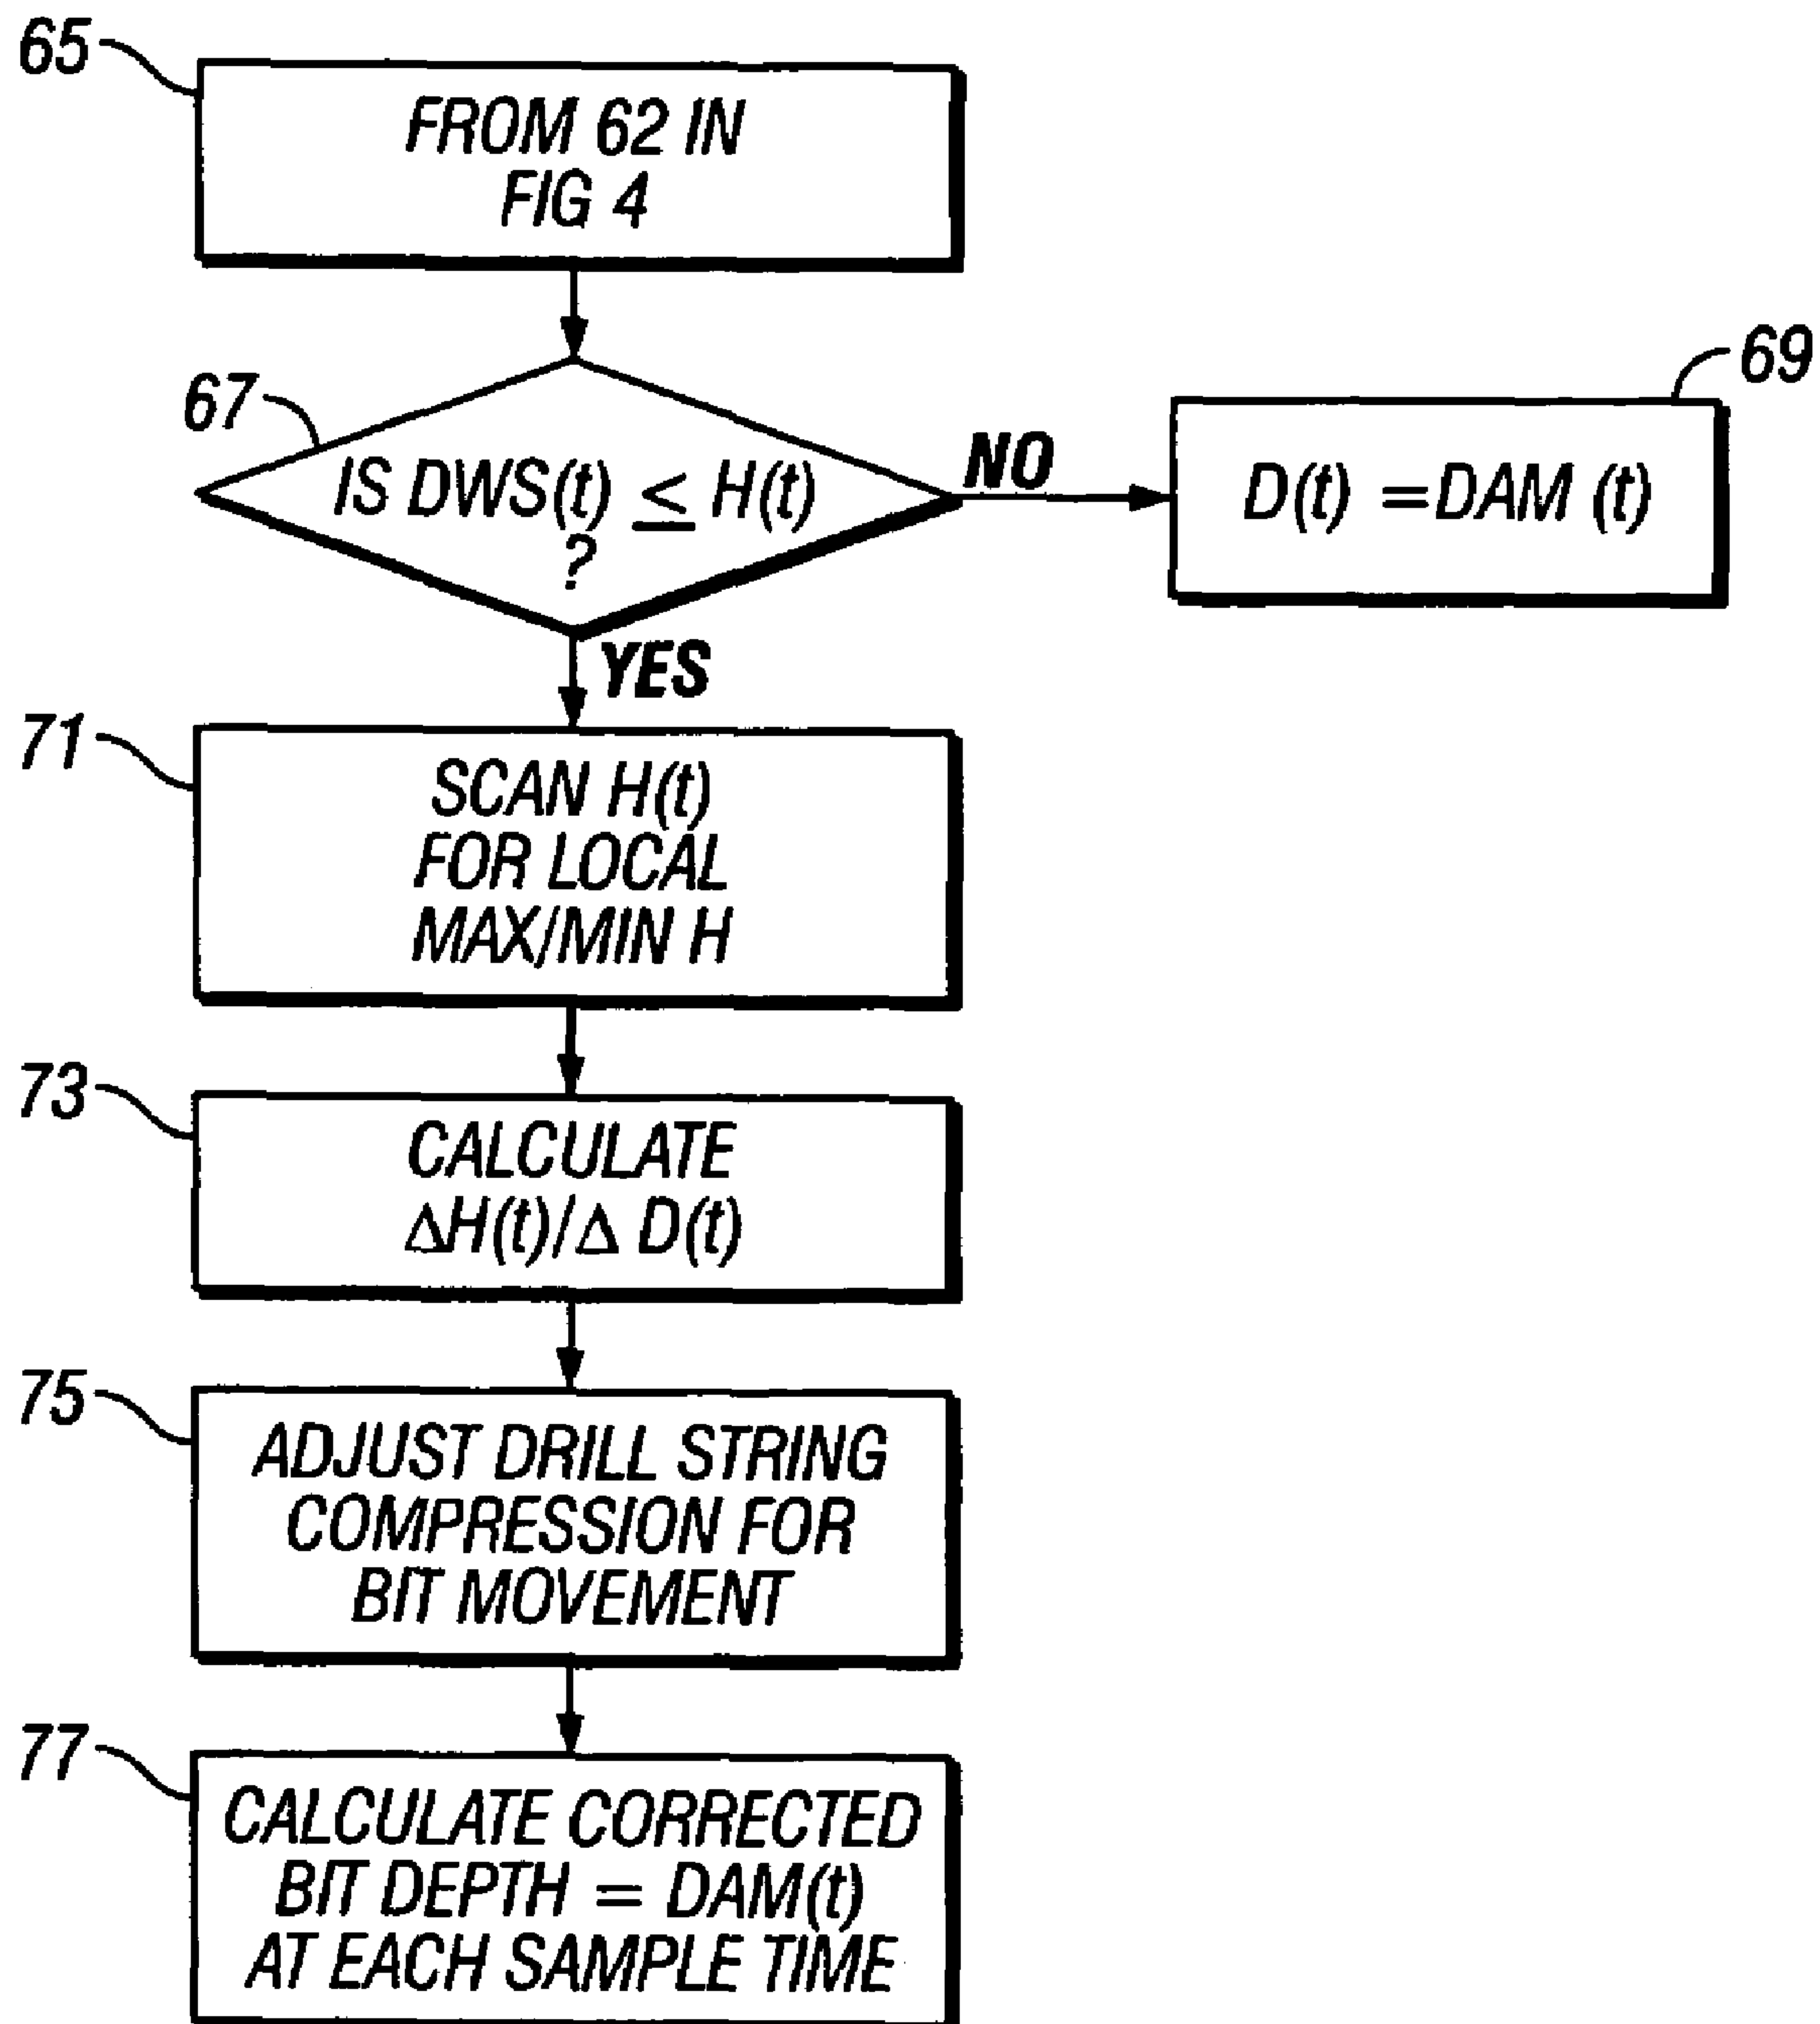 65
FROM 62 IN
FIG 4
67
IS DWS(t) ≤ H(t)
?
NO
69
D(t) =DAM (t)
YES
71
SCAN H(t)
FOR LOCAL
MAX/MIN H
73
CALCULATE
ΔH(t)/Δ D(t)
75
ADJUST DRILL STRING
COMPRESSION FOR
BIT MOVEMENT
77
CALCULATE CORRECTED
BIT DEPTH = DAM(t)
AT EACH SAMPLE TIME